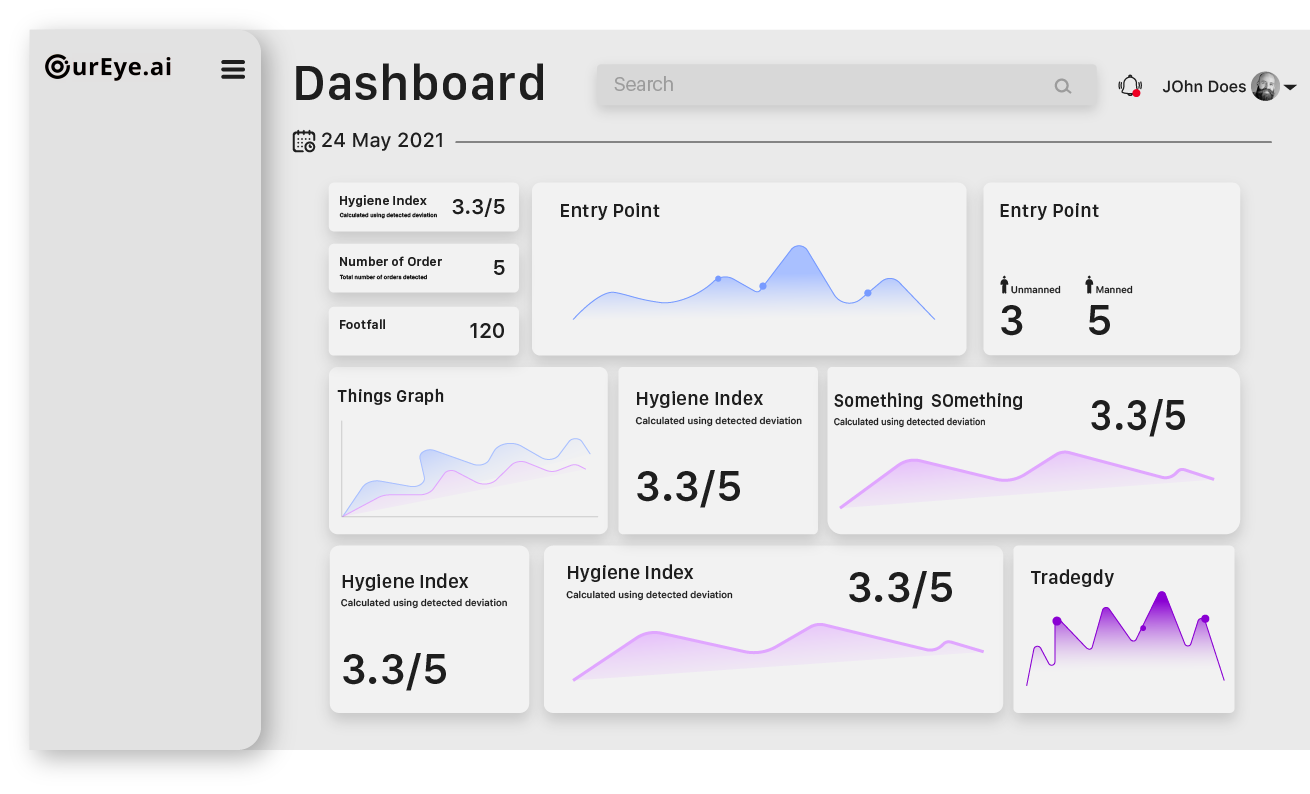 OurEye.ai
Dashboard
Search
JOhn Does
24 May 2021
Hygiene Index
Calculated using detected deviation
3.3/5
Number of Order
Total number of orders detected
5
Footfall
120
Entry Point
Entry Point
Unmanned
Manned
3
5
Things Graph
Hygiene Index
Calculated using detected deviation
3.3/5
Something SOmething
Calculated using detected deviation
3.3/5
Hygiene Index
Calculated using detected deviation
3.3/5
Hygiene Index
Calculated using detected deviation
3.3/5
Tradegdy